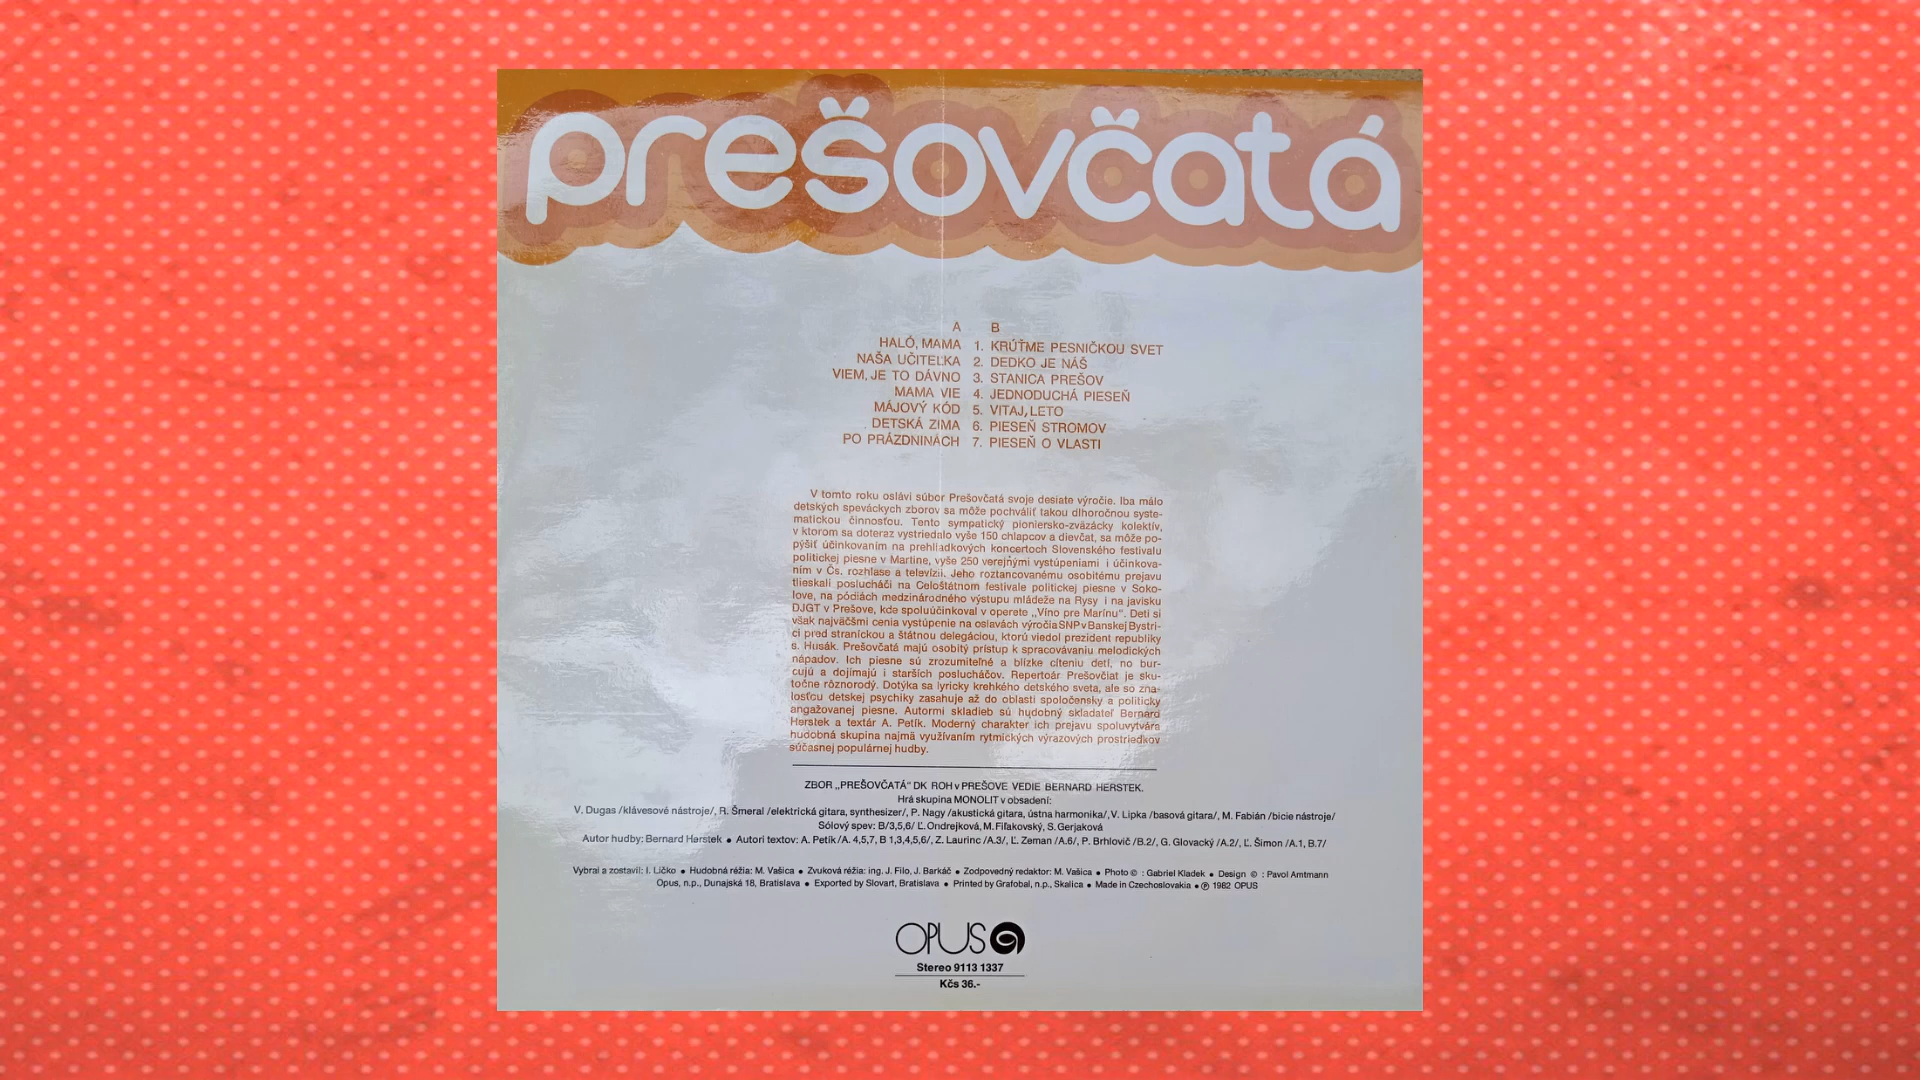 prešovčatá
A B
HALÓ, MAMA 1. KRÚŤME PESNIČKOU SVET
NAŠA UČITEĽKA 2. DEDKO JE NÁŠ
VIEM, JE TO DÁVNO 3. STANICA PREŠOV
MAMA VIE 4. JEDNODUCHÁ PIESEŇ
MÁJOVÝ KÓD 5. VITAJ, LETO
DETSKÁ ZIMA 6. PIESEŇ STROMOV
PO PRÁZDNINÁCH 7. PIESEŇ O VLASTI
V tomto roku oslávi súbor Prešovčatá svoje desiate výročie. Iba málo
detských speváckych zborov sa môže pochváliť takou dlhoročnou syste-
matickou činnosťou. Tento sympatický pioniersko-zväzácky kolektív,
v ktorom sa doteraz vystriedalo vyše 150 chlapcov a dievčat, sa môže po-
pýšiť účinkovaním na prehliadkových koncertoch Slovenského festivalu
politickej piesne v Martine, vyše 250 verejnými vystúpeniami i účinkova-
ním v Čs. rozhlase a televízii. Jeho roztancovanému osobitému prejavu
tlieskali poslucháči na Celoštátnom festivale politickej piesne v Soko-
love, na pódiách medzinárodného výstupu mládeže na Rysy i na javisku
DJGT v Prešove, kde spoluúčinkoval v operete „Víno pre Marínu“. Deti si
však najväčšmi cenia vystúpenie na oslavách výročia SNP v Banskej Bystri-
ci pred straníckou a štátnou delegáciou, ktorú viedol prezident republiky
s. Husák. Prešovčatá majú osobitý prístup k spracovávaniu melodických
nápadov. Ich piesne sú zrozumiteľné a blízke cíteniu detí, no bur-
cujú a dojímajú i starších poslucháčov. Repertoár Prešovčiat je sku-
točne rôznorodý. Dotýka sa lyricky krehkého detského sveta, ale so zna-
losťou detskej psychiky zasahuje až do oblasti spoločensky a politicky
angažovanej piesne. Autormi skladieb sú hudobný skladateľ Bernard
Herstek a textár A. Petík. Moderný charakter ich prejavu spoluvytvára
hudobná skupina najmä využívaním rytmických výrazových prostriedkov
súčasnej populárnej hudby.
ZBOR „PREŠOVČATÁ“ DK ROH v PREŠOVE VEDIE BERNARD HERSTEK.
Hrá skupina MONOLIT v obsadení:
V. Dugas /klávesové nástroje/, R. Šmeral /elektrická gitara, synthesizer/, P. Nagy /akustická gitara, ústna harmonika/, V. Lipka /basová gitara/, M. Fabián /bicie nástroje/
Sólový spev: B/3,5,6/ Ľ. Ondrejková, M. Fiľakovský, S. Gerjaková
Autor hudby: Bernard Herstek ● Autori textov: A. Petík /A. 4,5,7, B 1,3,4,5,6/, Z. Laurinc /A.3/, Ľ. Zeman /A.6/, P. Brhlovič /B.2/, G. Glovacký /A.2/, Ľ. Šimon /A.1, B.7/
Vybral a zostavil: I. Ličko ● Hudobná réžia: M. Vašica ● Zvuková réžia: ing. J. Filo, J. Barkáč ● Zodpovedný redaktor: M. Vašica ● Photo © : Gabriel Kladek ● Design © : Pavol Amtmann
Opus, n.p., Dunajská 18, Bratislava ● Exported by Slovart, Bratislava ● Printed by Grafobal, n.p., Skalica ● Made in Czechoslovakia ● ℗ 1982 OPUS
OPUS
Stereo 9113 1337
Kčs 36.-